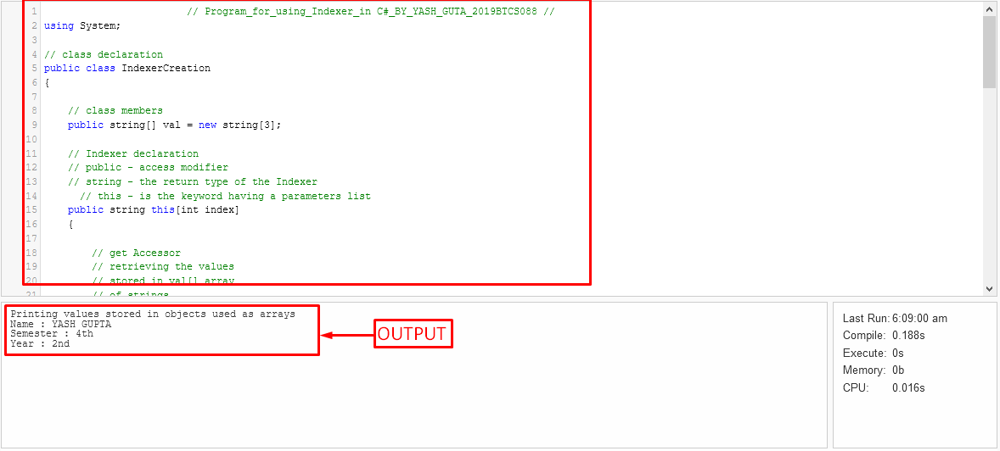 1 // Program_for_using_Indexer_in C#_BY_YASH_GUTA_2019BTCS088 //
2 using System;
3
4 // class declaration
5 public class IndexerCreation
6 {
7
8 // class members
9 public string[] val = new string[3];
10
11 // Indexer declaration
12 // public - access modifier
13 // string - the return type of the Indexer
14 // this - is the keyword having a parameters list
15 public string this[int index]
16 {
17
18 // get Accessor
19 // retrieving the values
20 // stored in val[] array
21 // of strings
Printing values stored in objects used as arrays
Name : YASH GUPTA
Semester : 4th
Year : 2nd
OUTPUT
Last Run: 6:09:00 am
Compile: 0.188s
Execute: 0s
Memory: 0b
CPU: 0.016s